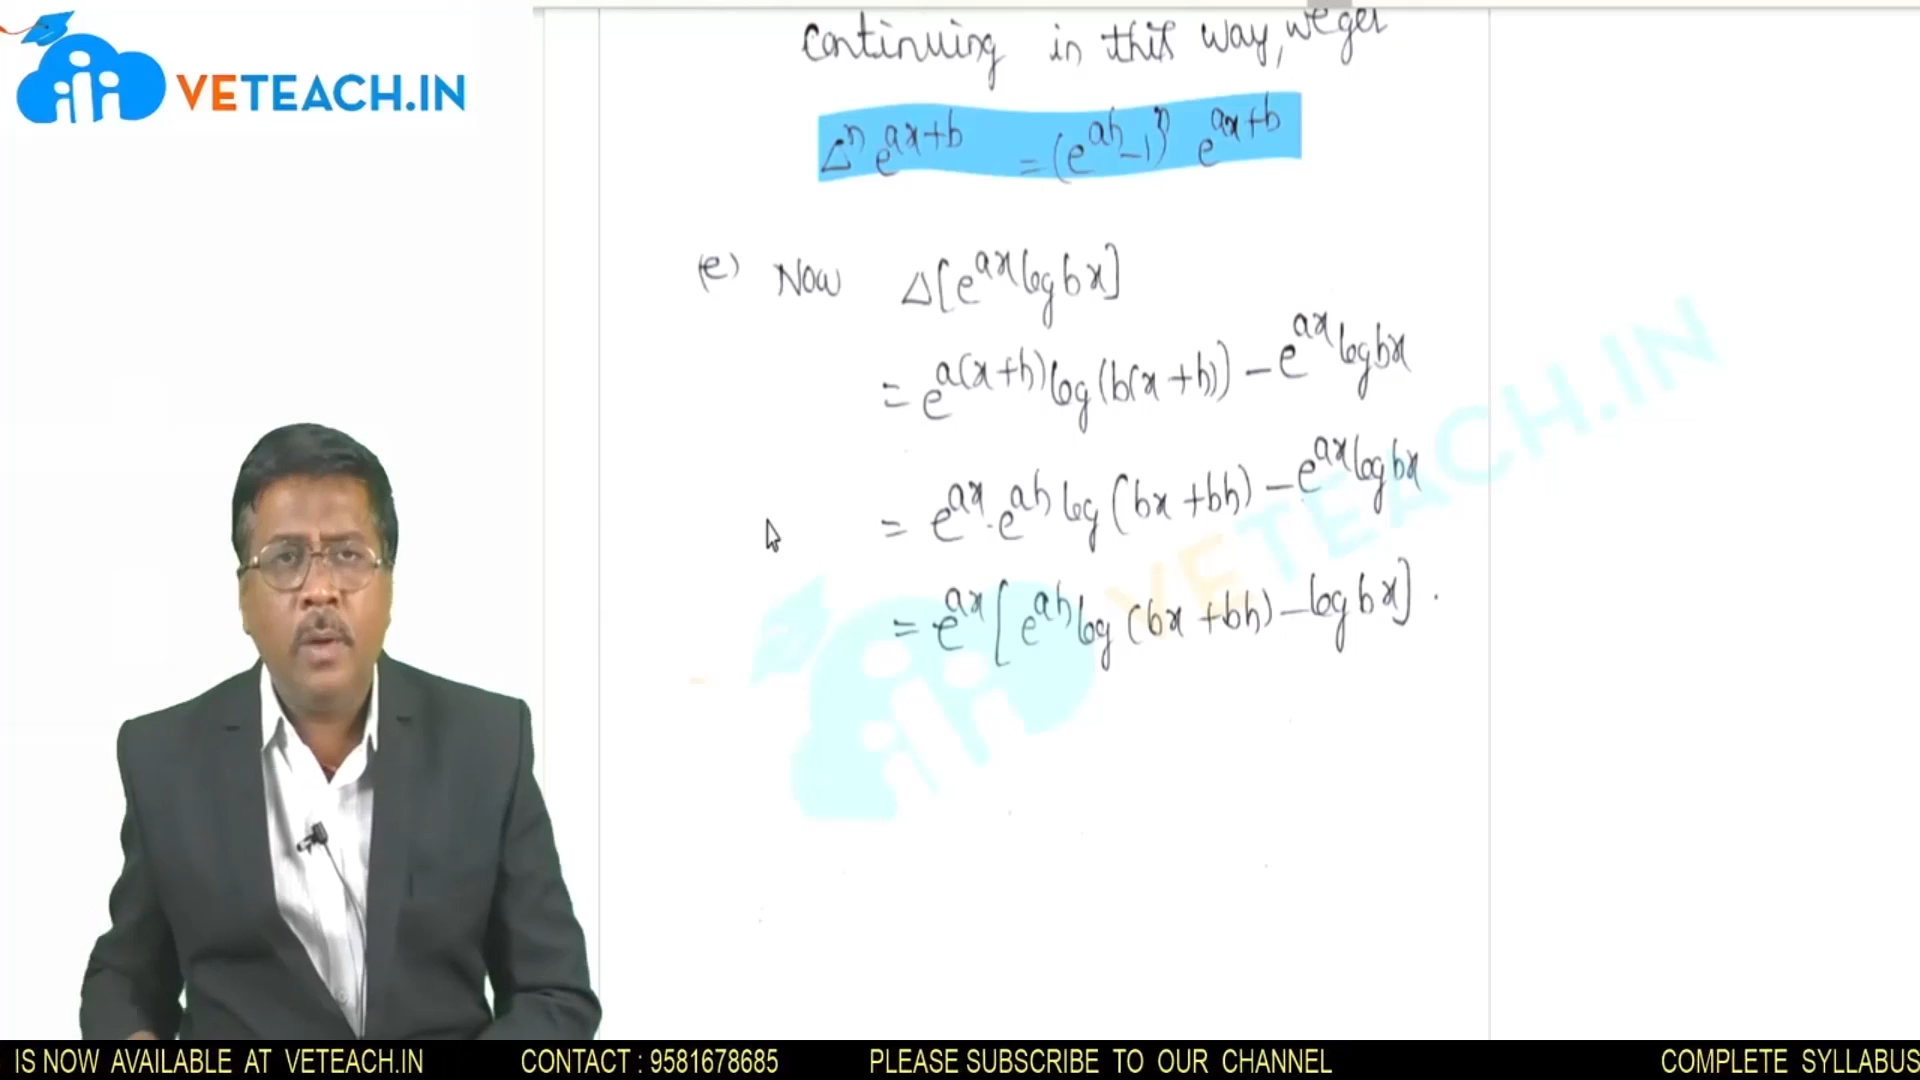 continuing in this way, we get
Δⁿ e^{ax+b} = (e^{ah}-1)ⁿ e^{ax+b}
VETEACH.IN
(e) Now Δ[e^{ax} log bx]
= e^{a(x+h)} log(b(x+h)) - e^{ax} log bx
= e^{ax}.e^{ah} log (bx+bh) - e^{ax} log bx
= e^{ax} [e^{ah} log (bx+bh) - log bx].
VETEACH.IN
IS NOW AVAILABLE AT VETEACH.IN CONTACT : 9581678685 PLEASE SUBSCRIBE TO OUR CHANNEL COMPLETE SYLLABUS